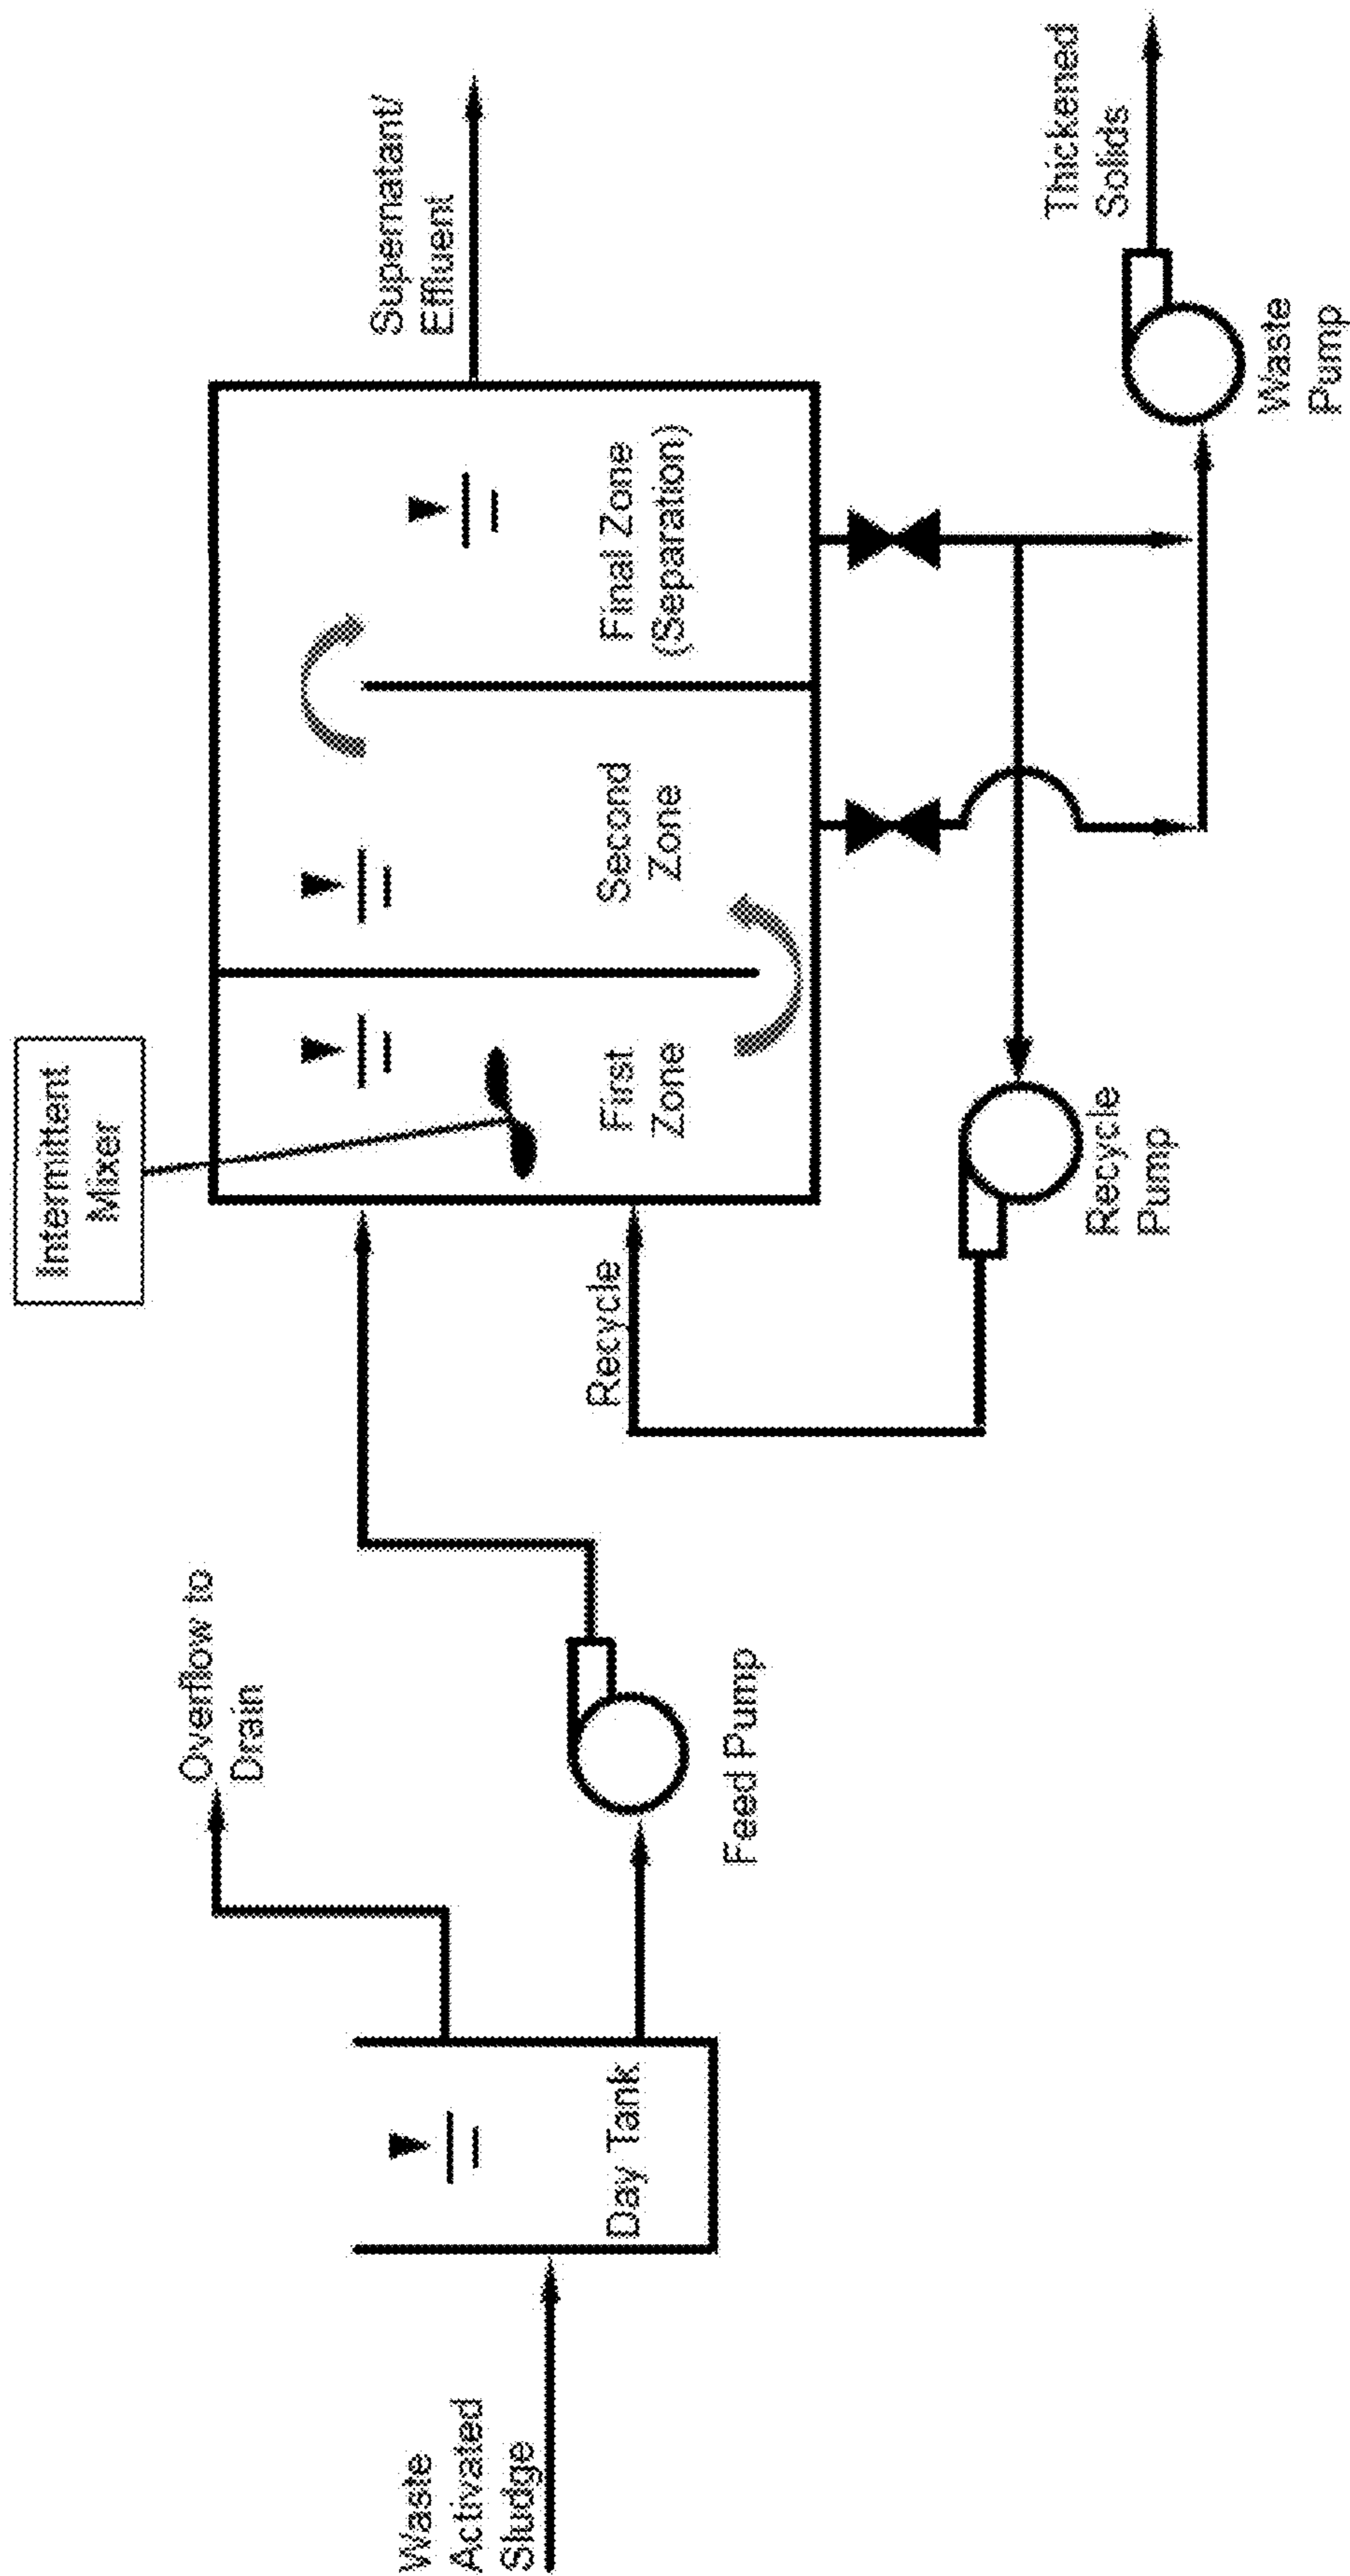 Waste
Activated
Sludge
Day Tank
Overflow to
Drain
Feed Pump
Intermittent
Mixer
Recycle
First
Zone
Second
Zone
Final Zone
(Separation)
Supernatant/
Effluent
Recycle
Pump
Waste
Pump
Thickened
Solids